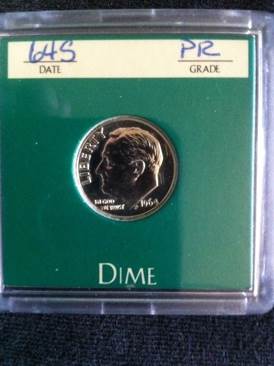 64S PR
DATE GRADE
LIBERTY
IN GOD
WE TRUST
1964
DIME